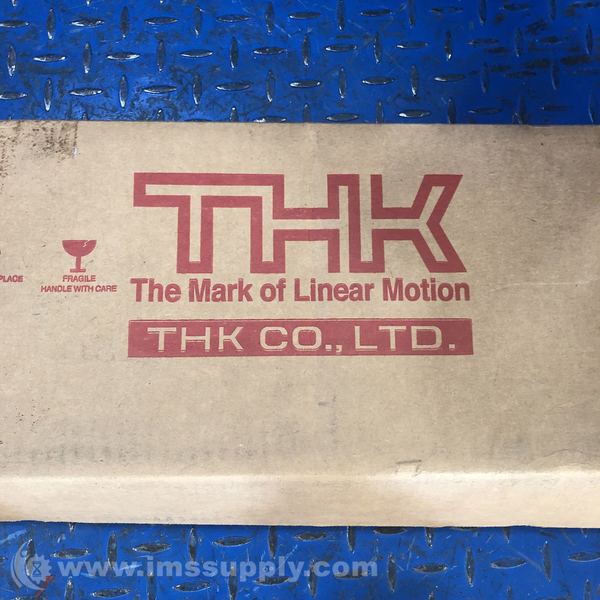 THK
PLACE
FRAGILE
HANDLE WITH CARE
The Mark of Linear Motion
THK CO., LTD.
www.imssupply.com